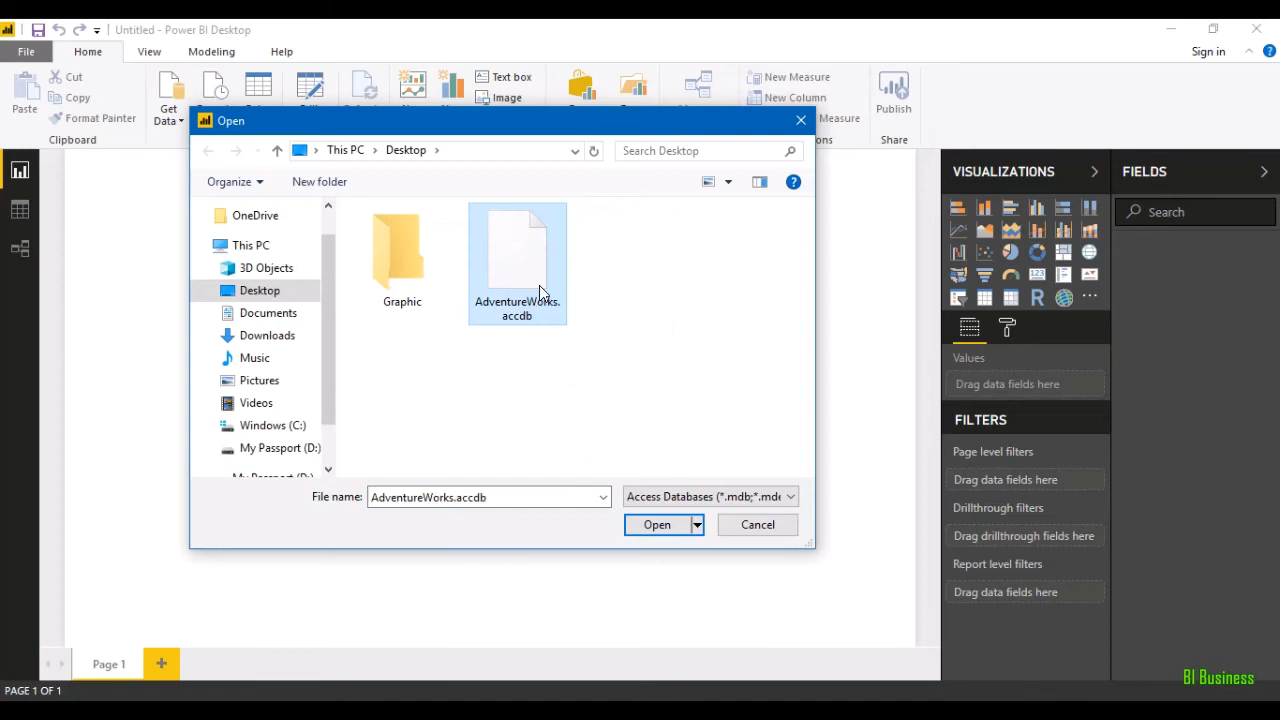 Untitled - Power BI Desktop
File
Home
View
Modeling
Help
Sign in
Paste
Cut
Copy
Format Painter
Clipboard
Get
Data
Text box
Image
New Measure
New Column
Measure
Publish
Share
Open
This PC
Desktop
Search Desktop
Organize
New folder
OneDrive
This PC
3D Objects
Desktop
Documents
Downloads
Music
Pictures
Videos
Windows (C:)
My Passport (D:)
My Passport (D:)
Graphic
AdventureWorks.
accdb
File name:
AdventureWorks.accdb
Access Databases (*.mdb;*.mde
Open
Cancel
VISUALIZATIONS
R
Values
Drag data fields here
FILTERS
Page level filters
Drag data fields here
Drillthrough filters
Drag drillthrough fields here
Report level filters
Drag data fields here
FIELDS
Search
Page 1
PAGE 1 OF 1
BI Business